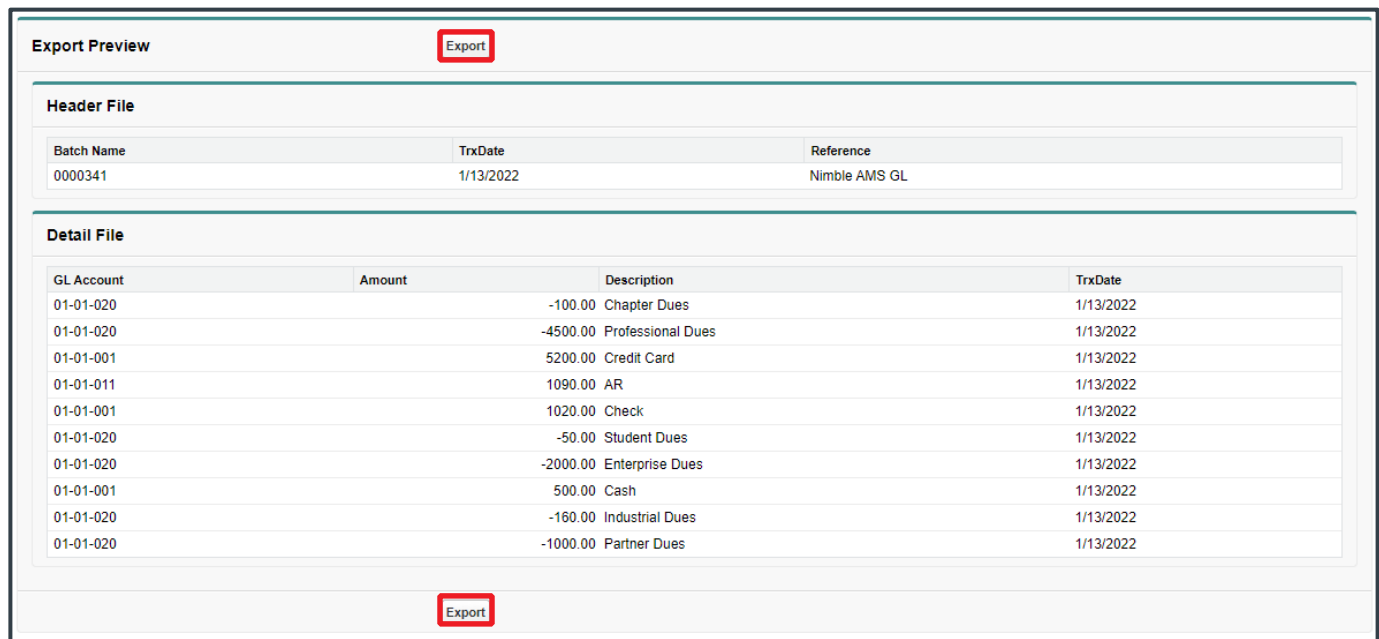 Export Preview Export
Header File
Batch Name TrxDate Reference
0000341 1/13/2022 Nimble AMS GL
Detail File
GL Account Amount Description TrxDate
01-01-020 -100.00 Chapter Dues 1/13/2022
01-01-020 -4500.00 Professional Dues 1/13/2022
01-01-001 5200.00 Credit Card 1/13/2022
01-01-011 1090.00 AR 1/13/2022
01-01-001 1020.00 Check 1/13/2022
01-01-020 -50.00 Student Dues 1/13/2022
01-01-020 -2000.00 Enterprise Dues 1/13/2022
01-01-001 500.00 Cash 1/13/2022
01-01-020 -160.00 Industrial Dues 1/13/2022
01-01-020 -1000.00 Partner Dues 1/13/2022
Export